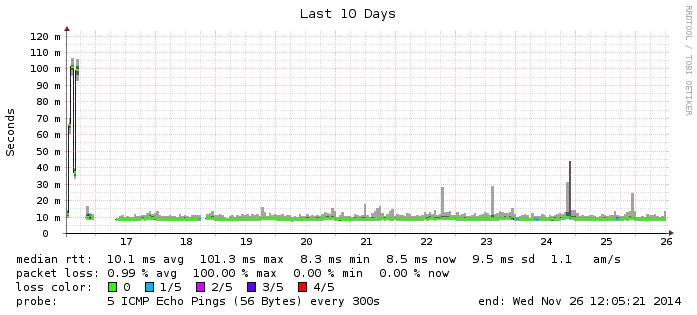 Last 10 Days
RRDTOOL / TOBI OETIKER
Seconds
120 m
110 m
100 m
90 m
80 m
70 m
60 m
50 m
40 m
30 m
20 m
10 m
0
17 18 19 20 21 22 23 24 25 26
median rtt: 10.1 ms avg 101.3 ms max 8.3 ms min 8.5 ms now 9.5 ms sd 1.1 am/s
packet loss: 0.99 % avg 100.00 % max 0.00 % min 0.00 % now
loss color: 0 1/5 2/5 3/5 4/5
probe: 5 ICMP Echo Pings (56 Bytes) every 300s end: Wed Nov 26 12:05:21 2014